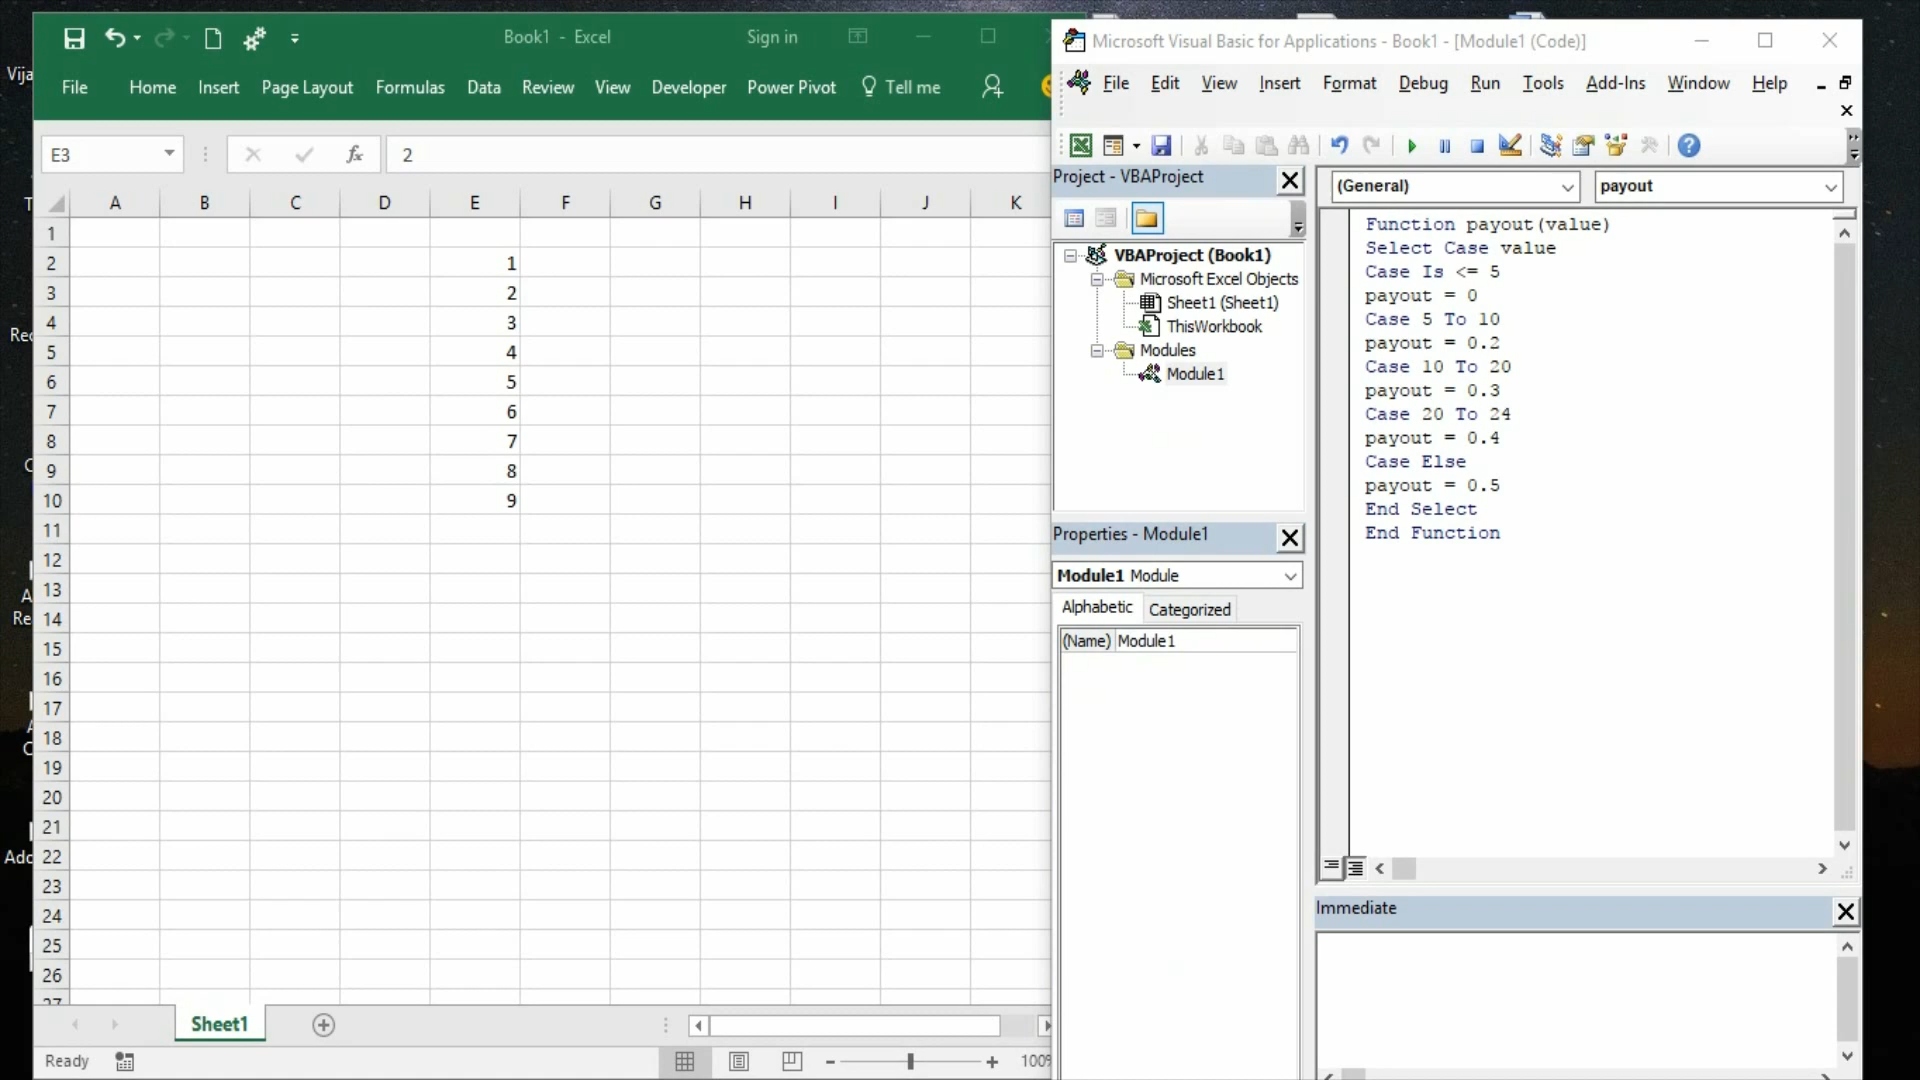 Book1 - Excel
Sign in
File Home Insert Page Layout Formulas Data Review View Developer Power Pivot Tell me
E3
fx
2
A B C D E F G H I J K
1
2 1
3 2
4 3
5 4
6 5
7 6
8 7
9 8
10 9
11
12
13
14
15
16
17
18
19
20
21
22
23
24
25
26
27
Sheet1
Ready
100%
Microsoft Visual Basic for Applications - Book1 - [Module1 (Code)]
File Edit View Insert Format Debug Run Tools Add-Ins Window Help
Project - VBAProject
VBAProject (Book1)
Microsoft Excel Objects
Sheet1 (Sheet1)
ThisWorkbook
Modules
Module1
Properties - Module1
Module1 Module
Alphabetic Categorized
(Name) Module1
(General)
payout
Function payout(value)
Select Case value
Case Is <= 5
payout = 0
Case 5 To 10
payout = 0.2
Case 10 To 20
payout = 0.3
Case 20 To 24
payout = 0.4
Case Else
payout = 0.5
End Select
End Function
Immediate